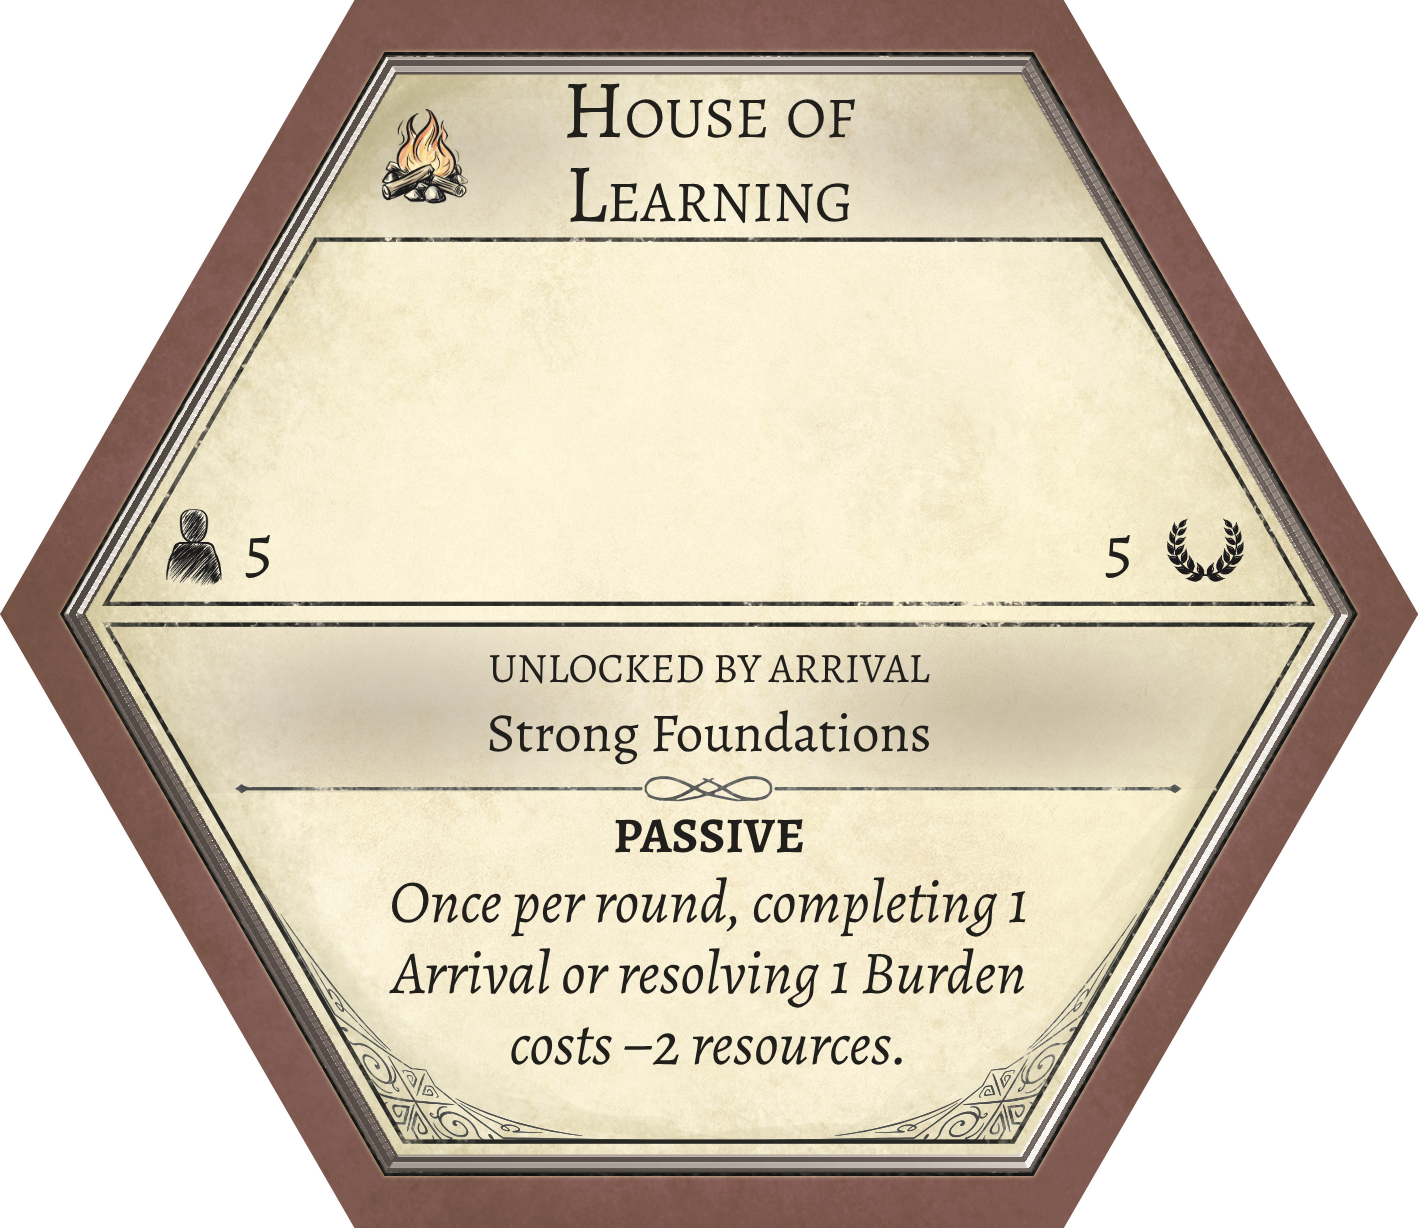 House of
Learning
5
5
UNLOCKED BY ARRIVAL
Strong Foundations
PASSIVE
Once per round, completing 1
Arrival or resolving 1 Burden
costs –2 resources.